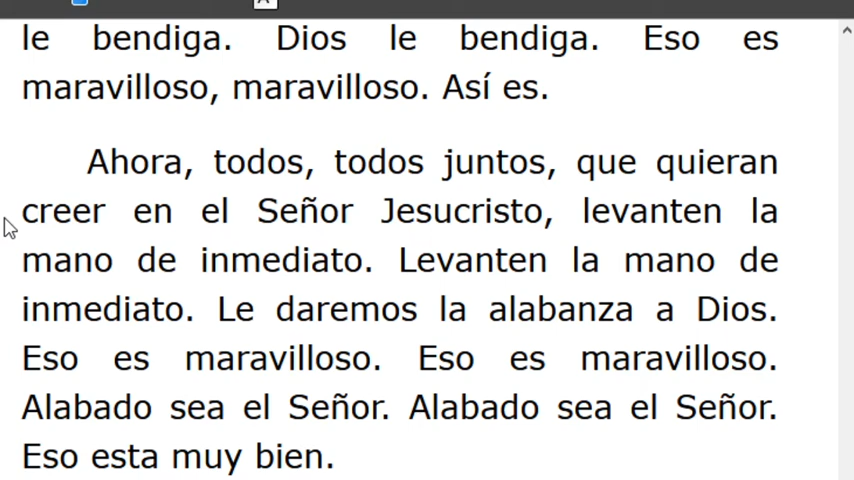 le bendiga. Dios le bendiga. Eso es
maravilloso, maravilloso. Así es.
Ahora, todos, todos juntos, que quieran
creer en el Señor Jesucristo, levanten la
mano de inmediato. Levanten la mano de
inmediato. Le daremos la alabanza a Dios.
Eso es maravilloso. Eso es maravilloso.
Alabado sea el Señor. Alabado sea el Señor.
Eso esta muy bien.